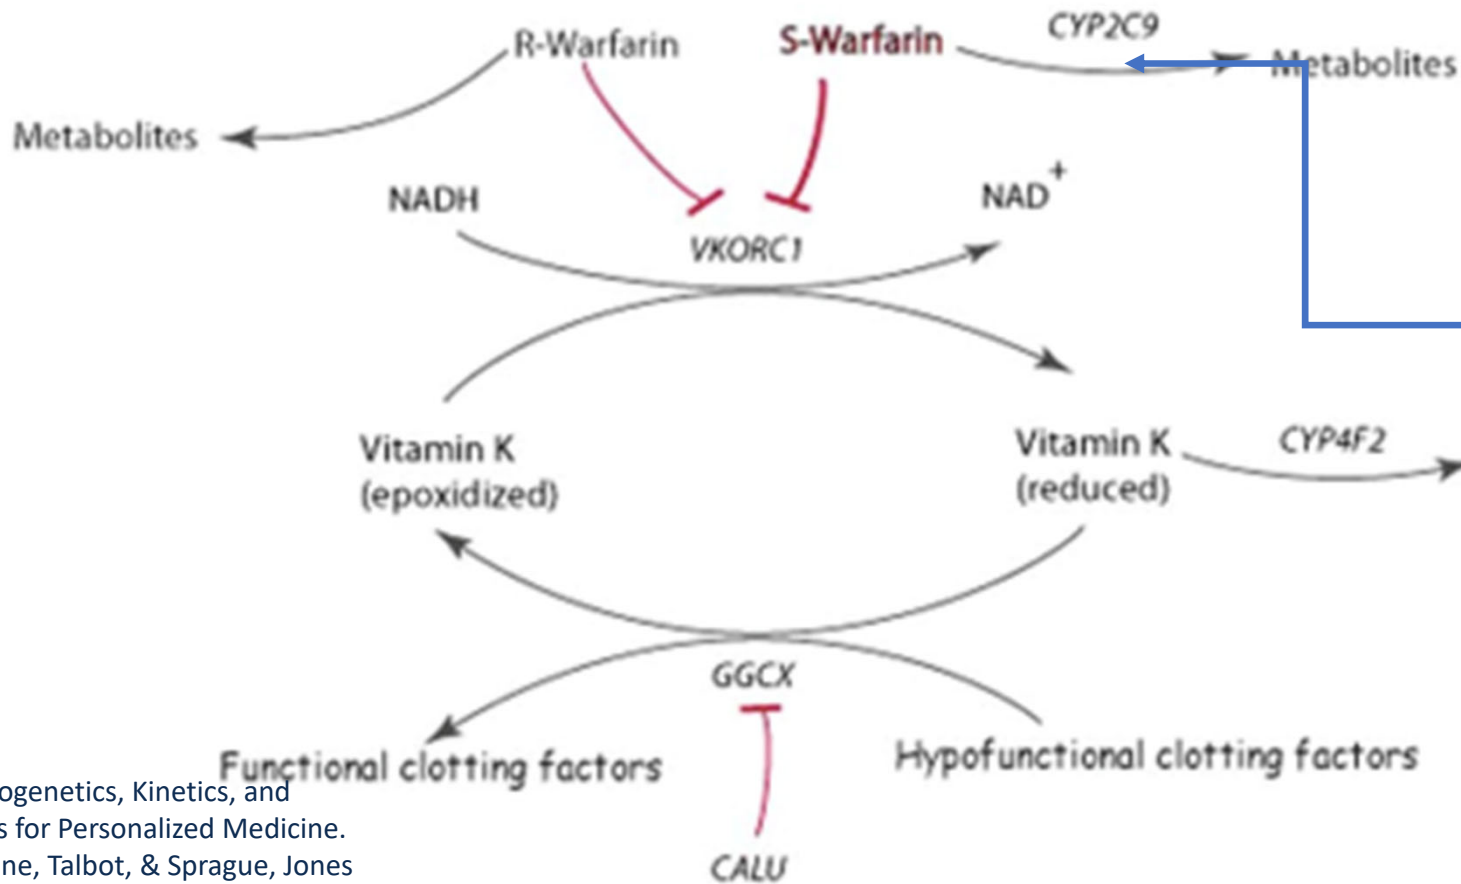 R-Warfarin
S-Warfarin
CYP2C9
Metabolites
Metabolites
NADH
NAD+
VKORC1
Vitamin K
(epoxidized)
Vitamin K
(reduced)
CYP4F2
GGCX
Functional clotting factors
Hypofunctional clotting factors
ogenetics, Kinetics, and
s for Personalized Medicine.
ne, Talbot, & Sprague, Jones
CALU